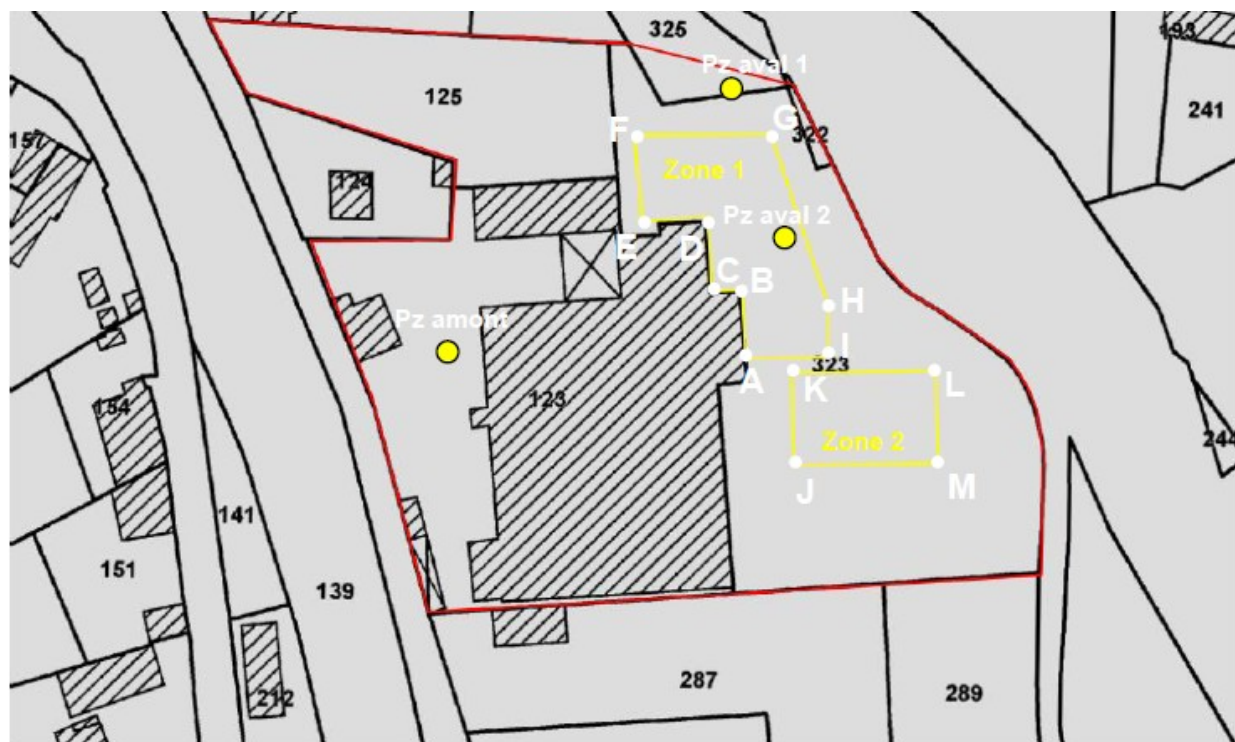 325
193
Pz aval 1
125
241
F
G
322
157
Zone 1
124
Pz aval 2
E
D
C
B
H
Pz amont
I
A
323
K
L
123
154
Zone 2
244
J
M
141
151
139
287
289
212